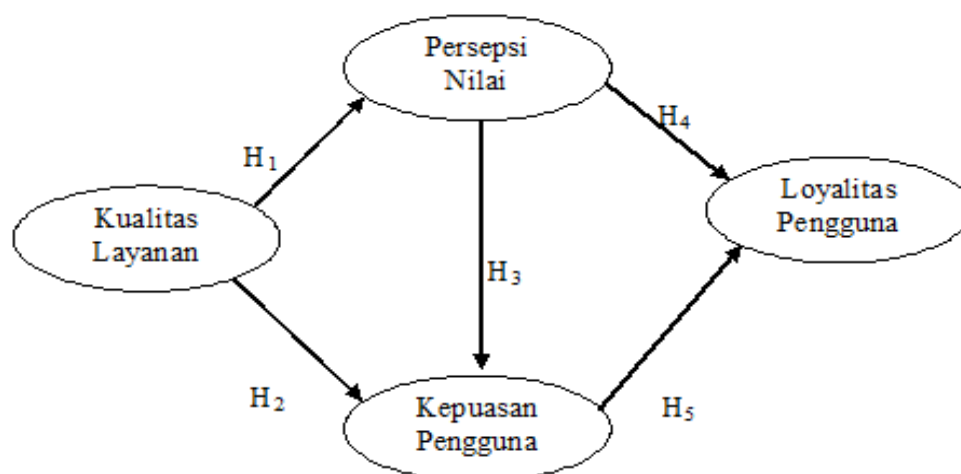 Persepsi
Nilai
H₁
H₄
Kualitas
Layanan
Loyalitas
Pengguna
H₃
H₂
Kepuasan
Pengguna
H₅